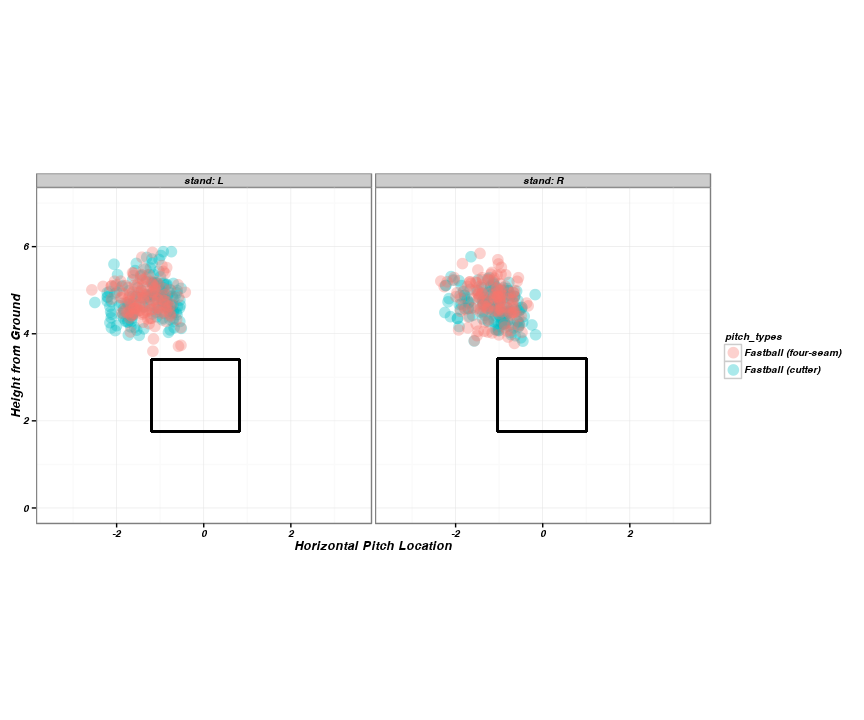 stand: L
stand: R
6
4
2
0
Height from Ground
-2
0
2
-2
0
2
Horizontal Pitch Location
pitch_types
Fastball (four-seam)
Fastball (cutter)